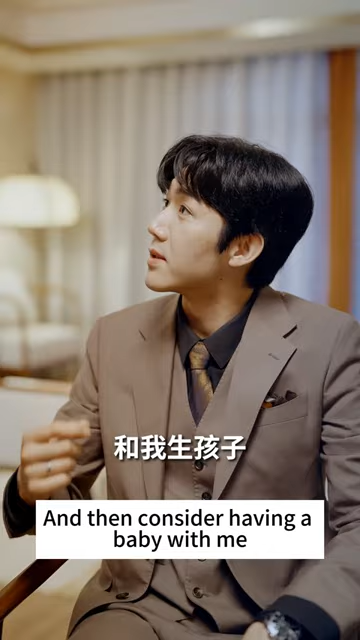 和我生孩子
And then consider having a
baby with me